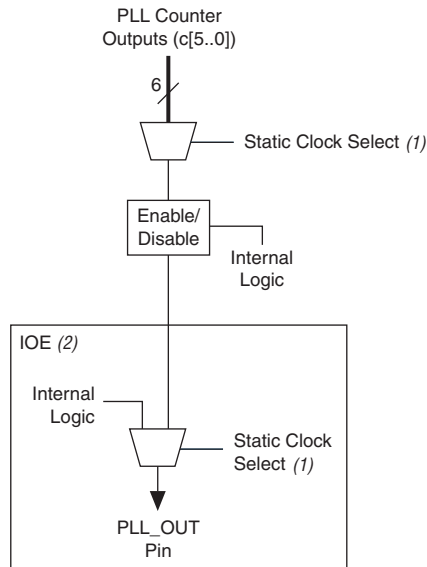 PLL Counter
Outputs (c[5..0])
6
Static Clock Select (1)
Enable/
Disable
Internal
Logic
IOE (2)
Internal
Logic
Static Clock
Select (1)
PLL_OUT
Pin